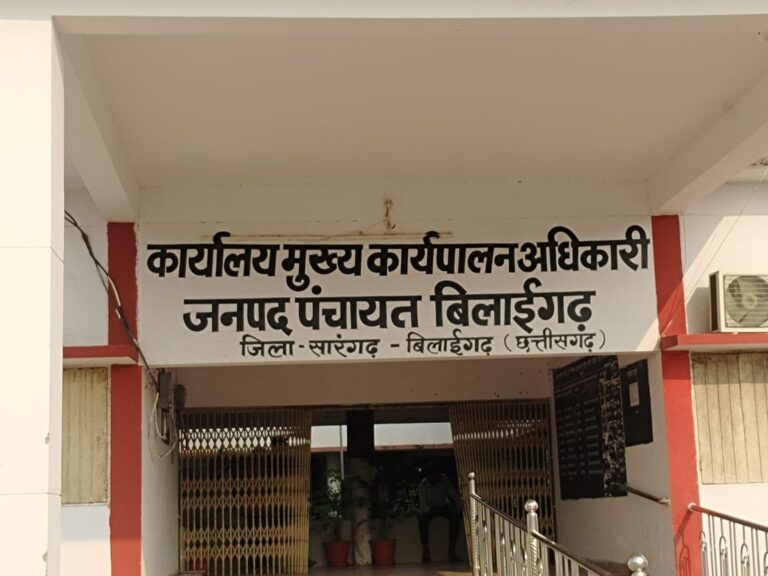 कार्यालय मुख्य कार्यपालन अधिकारी
जनपद पंचायत बिलाईगढ़
जिला - सारंगढ़ - बिलाईगढ़ (छत्तीसगढ़)